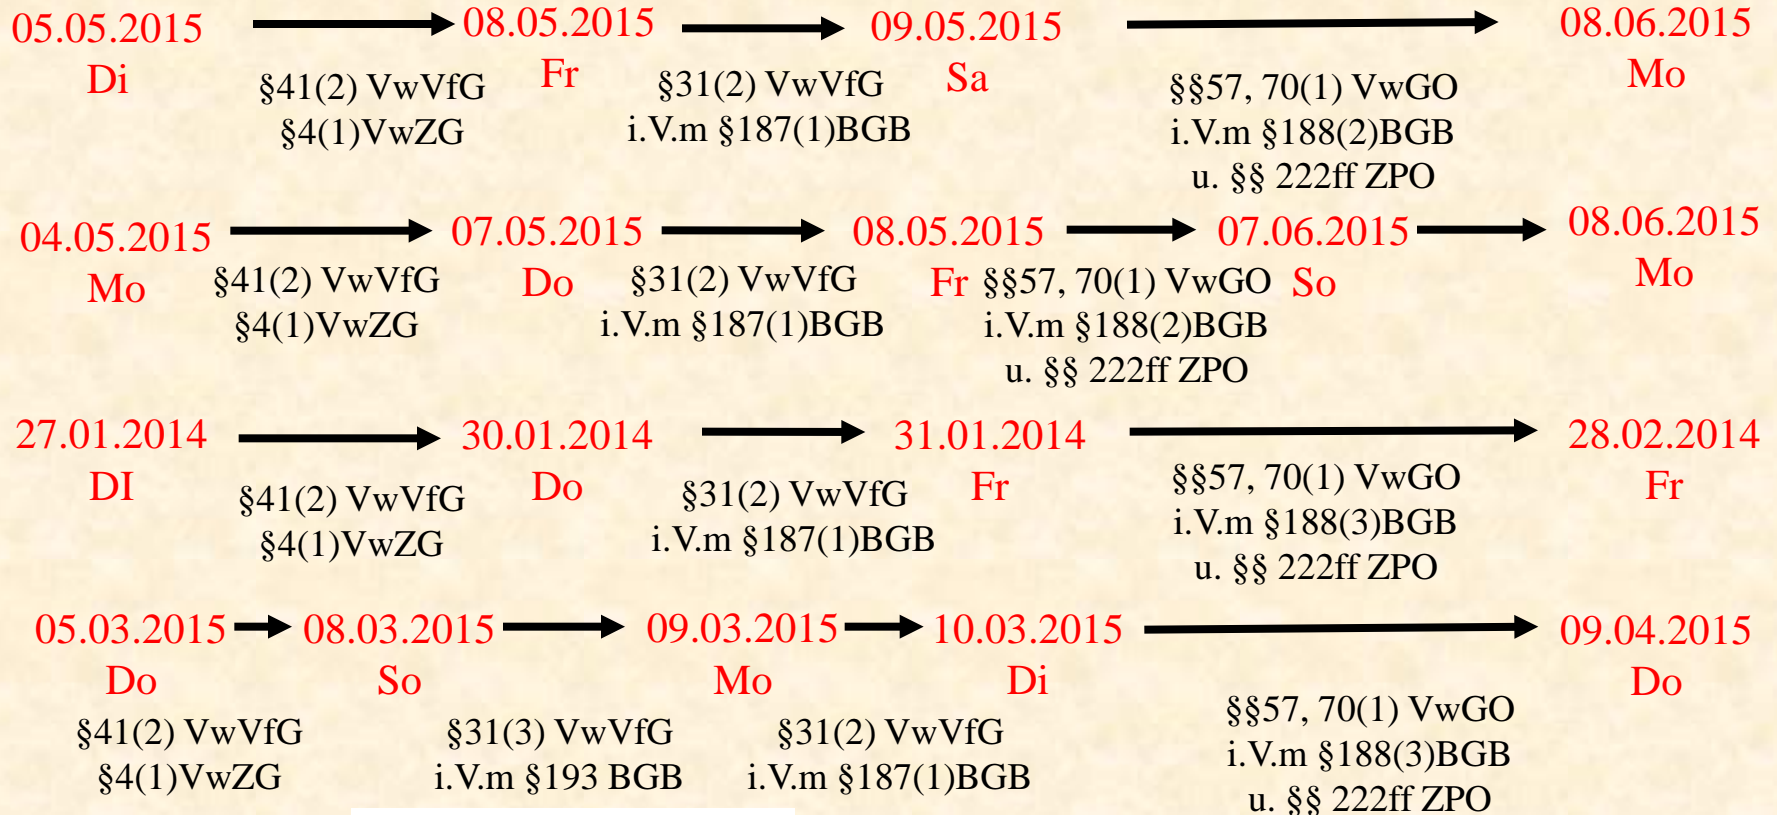 05.05.2015 08.05.2015 09.05.2015 08.06.2015
Di Fr Sa Mo
§41(2) VwVfG §31(2) VwVfG §§57, 70(1) VwGO
§4(1)VwZG i.V.m §187(1)BGB i.V.m §188(2)BGB
u. §§ 222ff ZPO
04.05.2015 07.05.2015 08.05.2015 07.06.2015 08.06.2015
Mo Do Fr So Mo
§41(2) VwVfG §31(2) VwVfG §§57, 70(1) VwGO
§4(1)VwZG i.V.m §187(1)BGB i.V.m §188(2)BGB
u. §§ 222ff ZPO
27.01.2014 30.01.2014 31.01.2014 28.02.2014
DI Do Fr Fr
§41(2) VwVfG §31(2) VwVfG §§57, 70(1) VwGO
§4(1)VwZG i.V.m §187(1)BGB i.V.m §188(3)BGB
u. §§ 222ff ZPO
05.03.2015 08.03.2015 09.03.2015 10.03.2015 09.04.2015
Do So Mo Di Do
§41(2) VwVfG §31(3) VwVfG §31(2) VwVfG §§57, 70(1) VwGO
§4(1)VwZG i.V.m §193 BGB i.V.m §187(1)BGB i.V.m §188(3)BGB
u. §§ 222ff ZPO